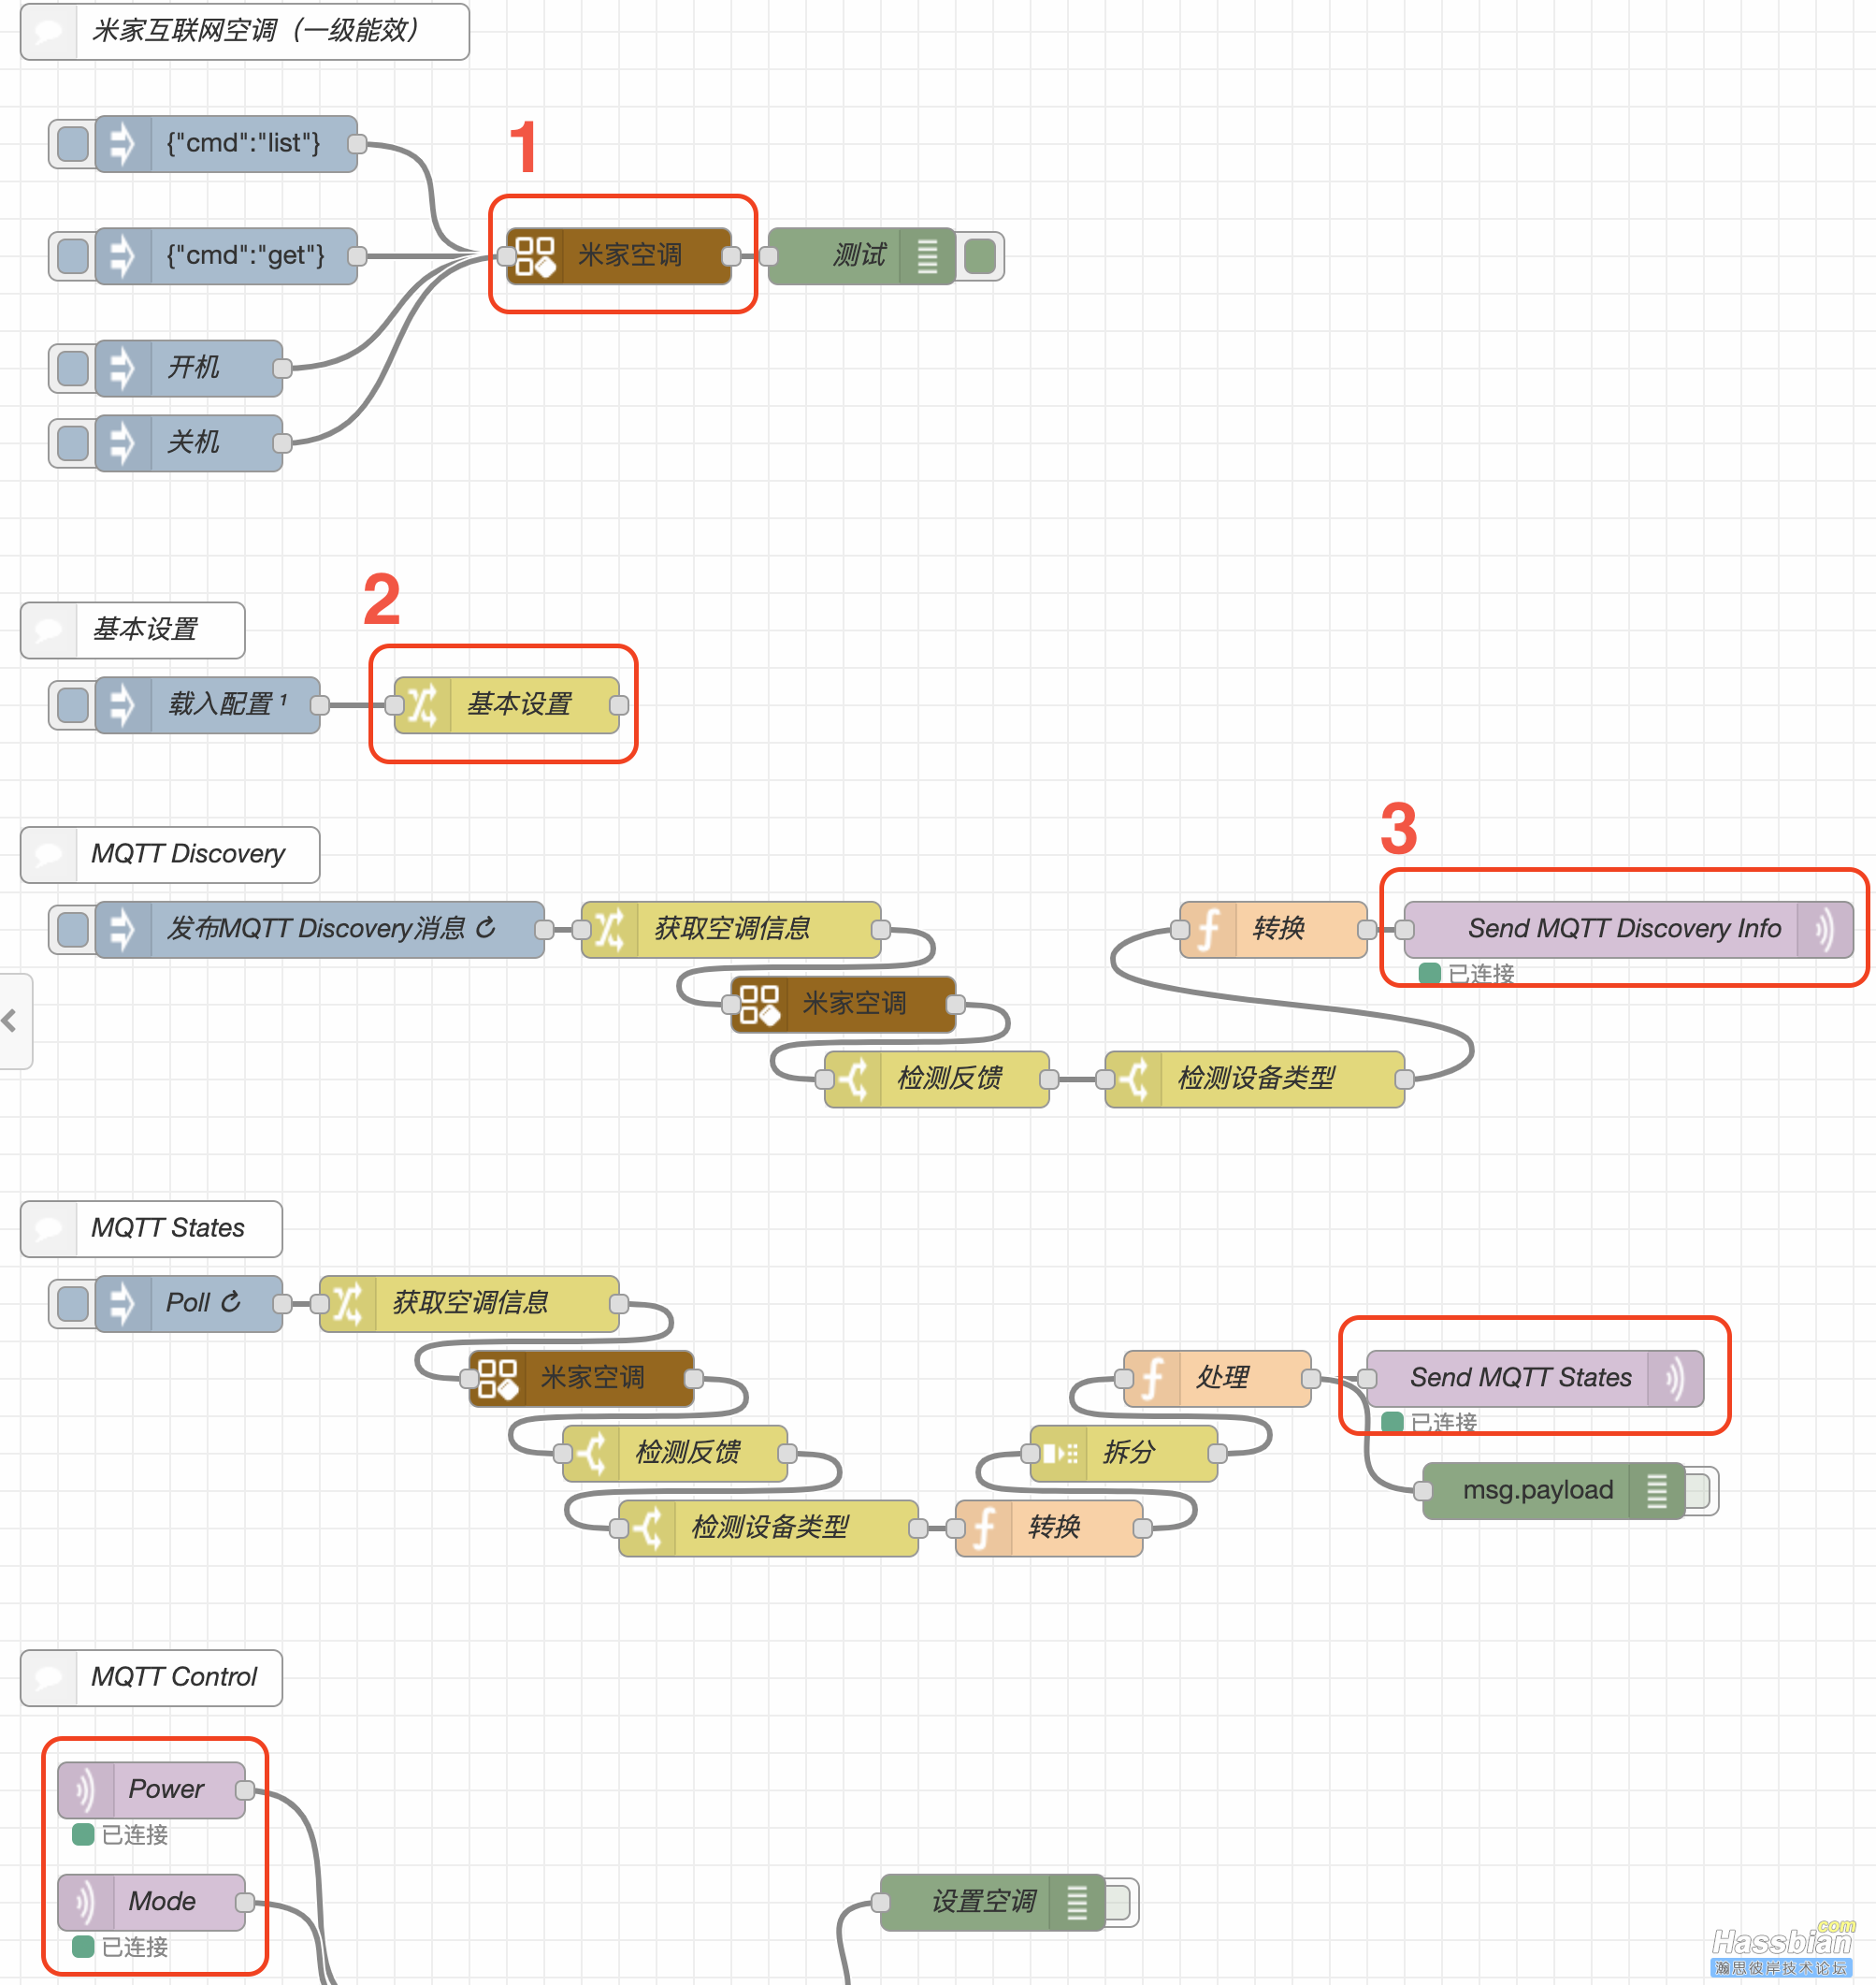 米家互联网空调（一级能效）
{"cmd":"list"}
1
{"cmd":"get"}
米家空调
测试
开机
关机
2
基本设置
载入配置 ¹
基本设置
3
MQTT Discovery
发布MQTT Discovery消息 ↻
获取空调信息
转换
Send MQTT Discovery Info
已连接
米家空调
检测反馈
检测设备类型
MQTT States
Poll ↻
获取空调信息
米家空调
处理
Send MQTT States
已连接
检测反馈
拆分
msg.payload
检测设备类型
转换
MQTT Control
Power
已连接
Mode
设置空调
已连接
Hassbian.com
瀚思彼岸技术论坛